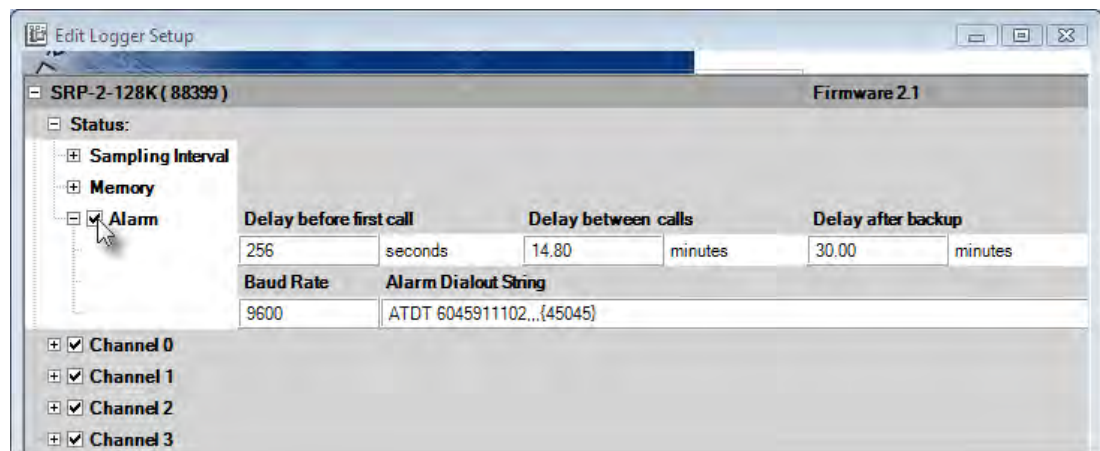 Edit Logger Setup
SRP-2-128K ( 88399 ) Firmware 2.1
Status:
Sampling Interval
Memory
Alarm Delay before first call Delay between calls Delay after backup
256 seconds 14.80 minutes 30.00 minutes
Baud Rate Alarm Dialout String
9600 ATDT 6045911102,,,{45045}
Channel 0
Channel 1
Channel 2
Channel 3